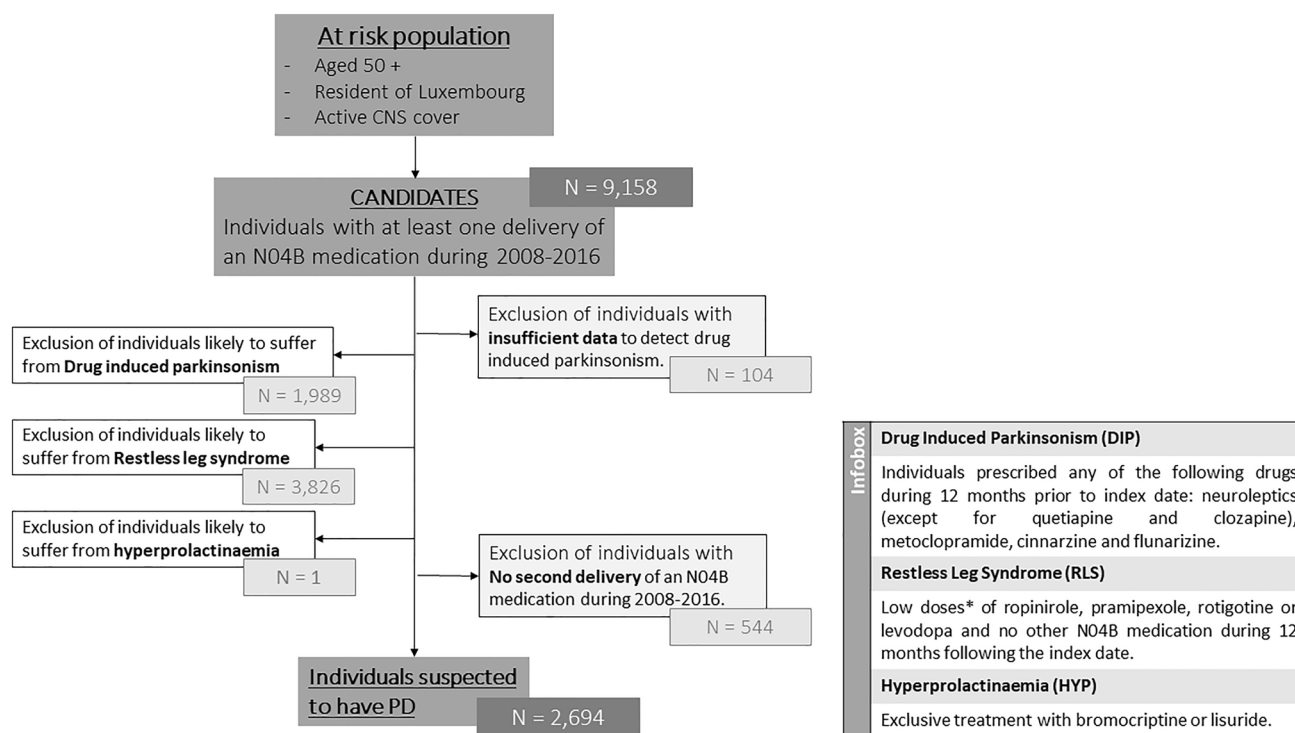 At risk population
- Aged 50 +
- Resident of Luxembourg
- Active CNS cover
N = 9,158
CANDIDATES
Individuals with at least one delivery of
an N04B medication during 2008-2016
Exclusion of individuals with
insufficient data to detect drug
induced parkinsonism.
N = 104
Exclusion of individuals likely to suffer
from Drug induced parkinsonism
N = 1,989
Exclusion of individuals likely to
suffer from Restless leg syndrome
N = 3,826
Exclusion of individuals likely to
suffer from hyperprolactinaemia
N = 1
Exclusion of individuals with
No second delivery of an N04B
medication during 2008-2016.
N = 544
Individuals suspected
to have PD
N = 2,694
Infobox
Drug Induced Parkinsonism (DIP)
Individuals prescribed any of the following drugs
during 12 months prior to index date: neuroleptics
(except for quetiapine and clozapine),
metoclopramide, cinnarzine and flunarizine.
Restless Leg Syndrome (RLS)
Low doses* of ropinirole, pramipexole, rotigotine or
levodopa and no other N04B medication during 12
months following the index date.
Hyperprolactinaemia (HYP)
Exclusive treatment with bromocriptine or lisuride.